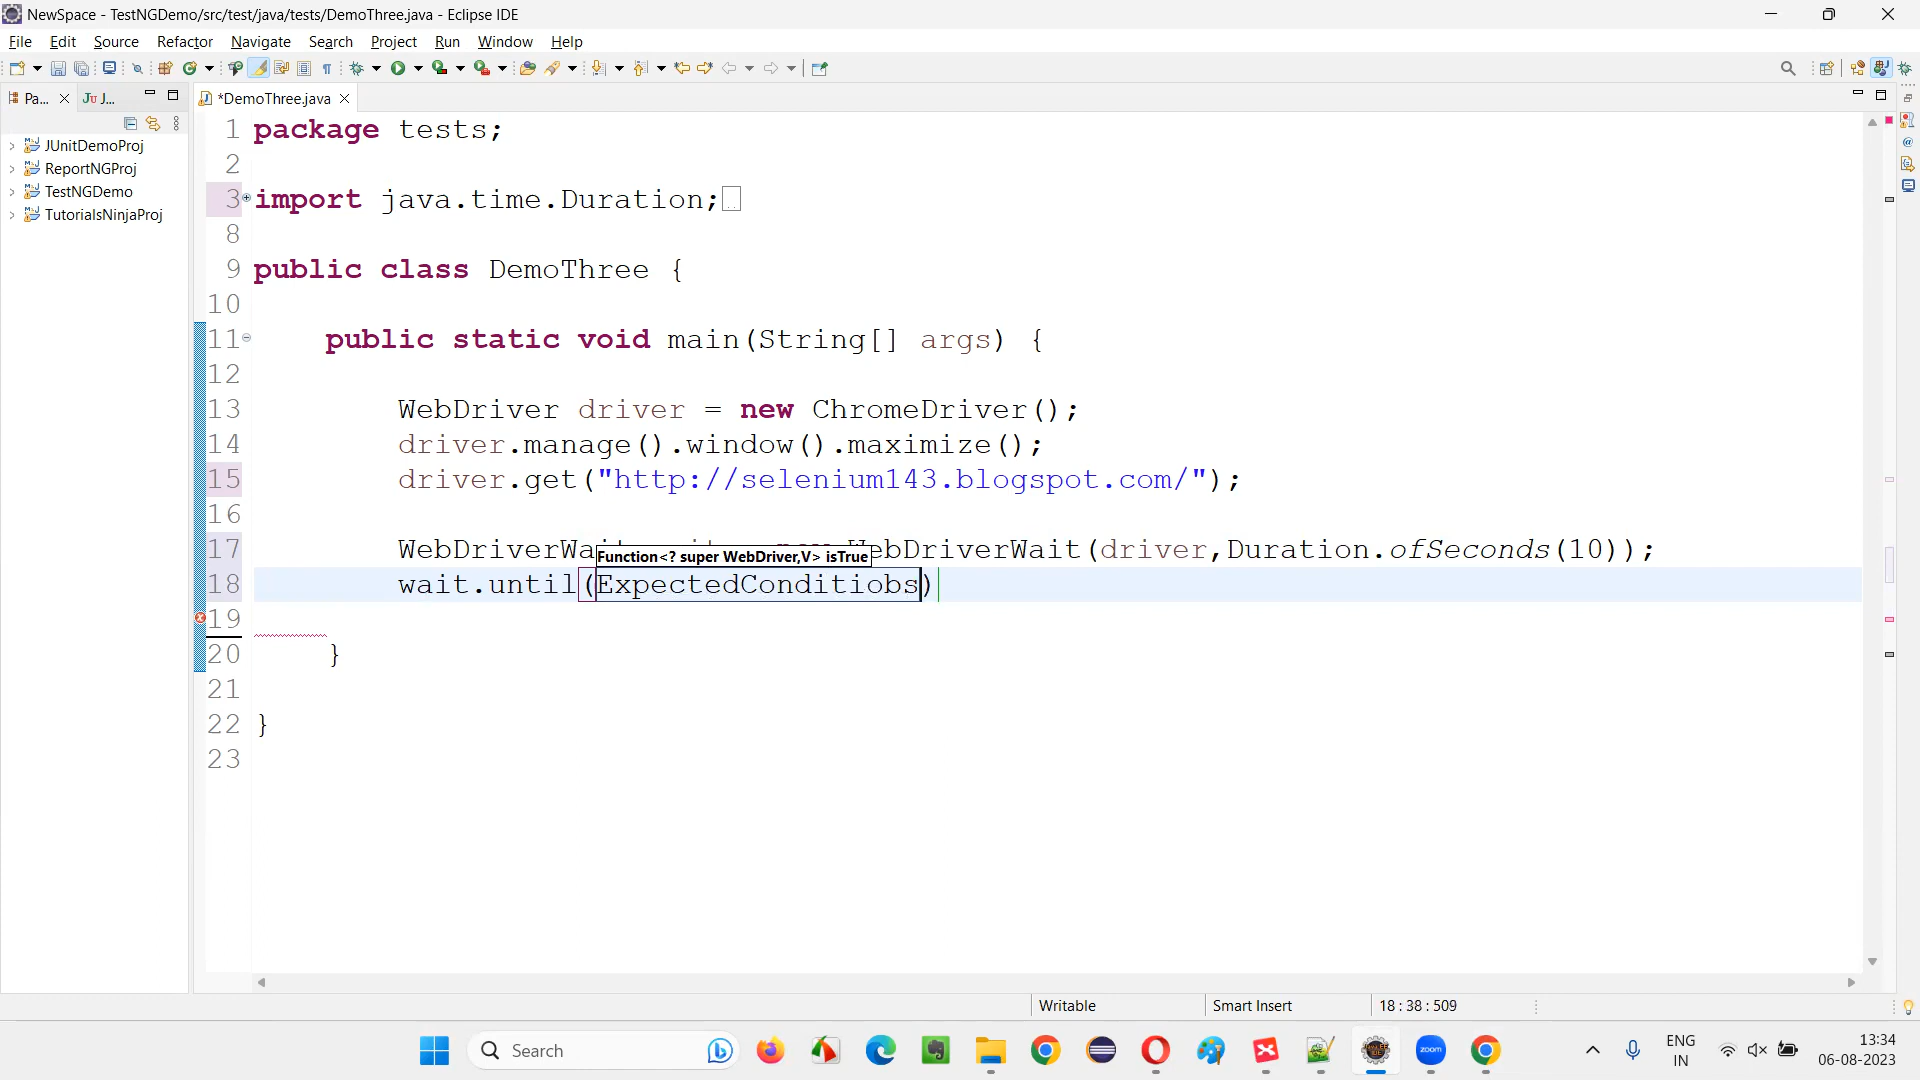 NewSpace - TestNGDemo/src/test/java/tests/DemoThree.java - Eclipse IDE
File Edit Source Refactor Navigate Search Project Run Window Help
Pa... J...
*DemoThree.java
JUnitDemoProj
ReportNGProj
TestNGDemo
TutorialsNinjaProj
1 package tests;
2
3 import java.time.Duration;
8
9 public class DemoThree {
10
11 public static void main(String[] args) {
12
13 WebDriver driver = new ChromeDriver();
14 driver.manage().window().maximize();
15 driver.get("http://selenium143.blogspot.com/");
16
17 WebDriverWait WebDriverWait(driver,Duration.ofSeconds(10));
Function<? super WebDriver,V> isTrue
18 wait.until(ExpectedConditiobs)
19
20 }
21
22 }
23
Writable Smart Insert 18 : 38 : 509
Search zoom ENG IN 13:34 06-08-2023